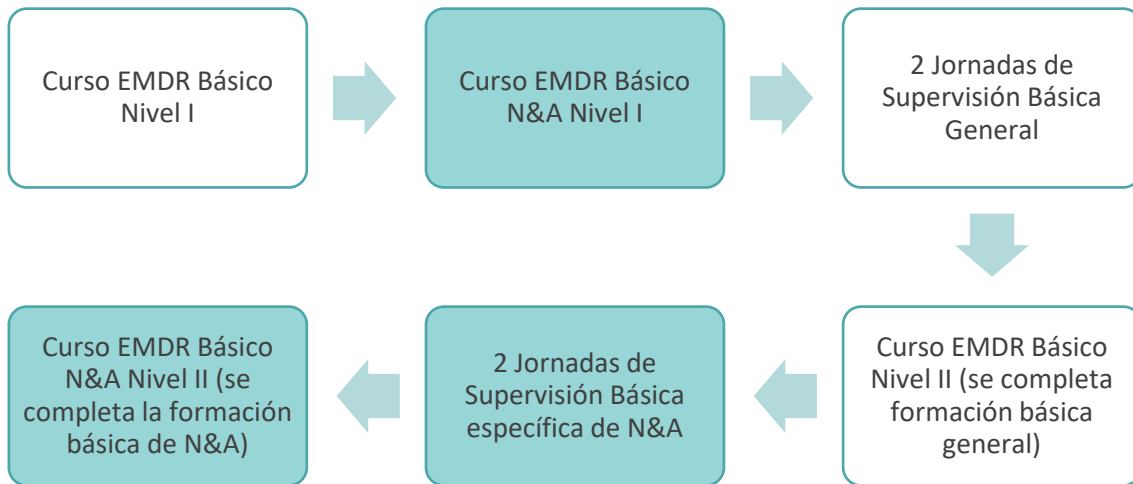 Curso EMDR Básico
Nivel I
Curso EMDR Básico
N&A Nivel I
2 Jornadas de
Supervisión Básica
General
Curso EMDR Básico
Nivel II (se completa
formación básica
general)
2 Jornadas de
Supervisión Básica
específica de N&A
Curso EMDR Básico
N&A Nivel II (se
completa la formación
básica de N&A)